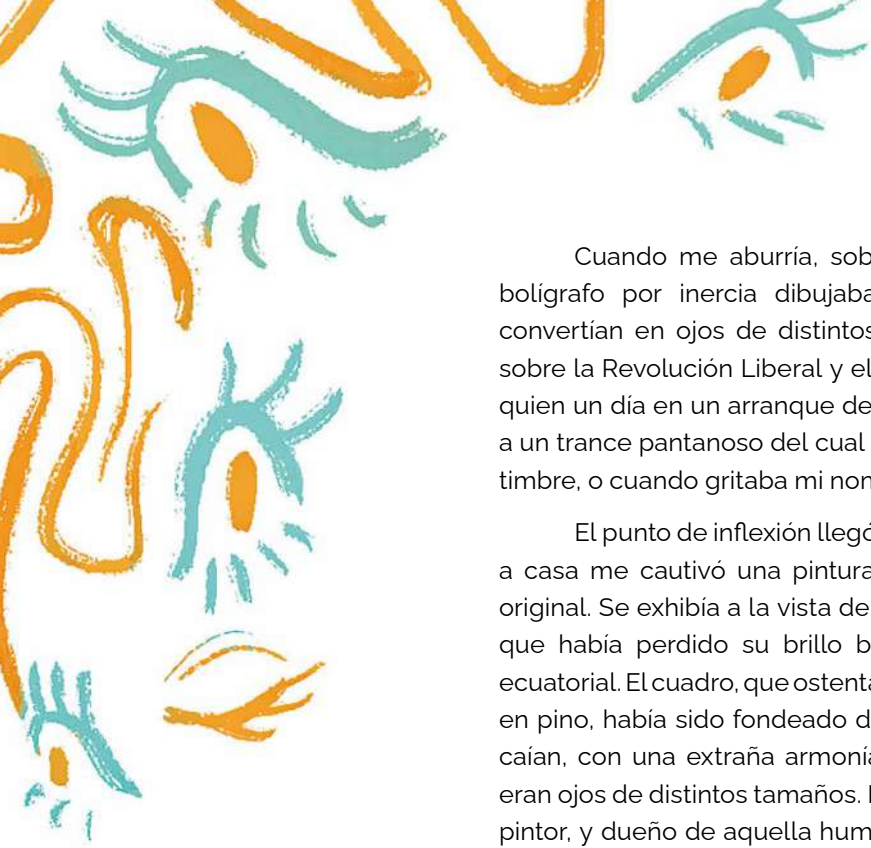 Cuando me aburría, sob
bolígrafo por inercia dibujaba
convertían en ojos de distintos
sobre la Revolución Liberal y el
quien un día en un arranque de
a un trance pantanoso del cual
timbre, o cuando gritaba mi nom
El punto de inflexión llegó
a casa me cautivó una pintura
original. Se exhibía a la vista de
que había perdido su brillo b
ecuatorial. El cuadro, que ostenta
en pino, había sido fondeado d
caían, con una extraña armonía
eran ojos de distintos tamaños.
pintor, y dueño de aquella hum